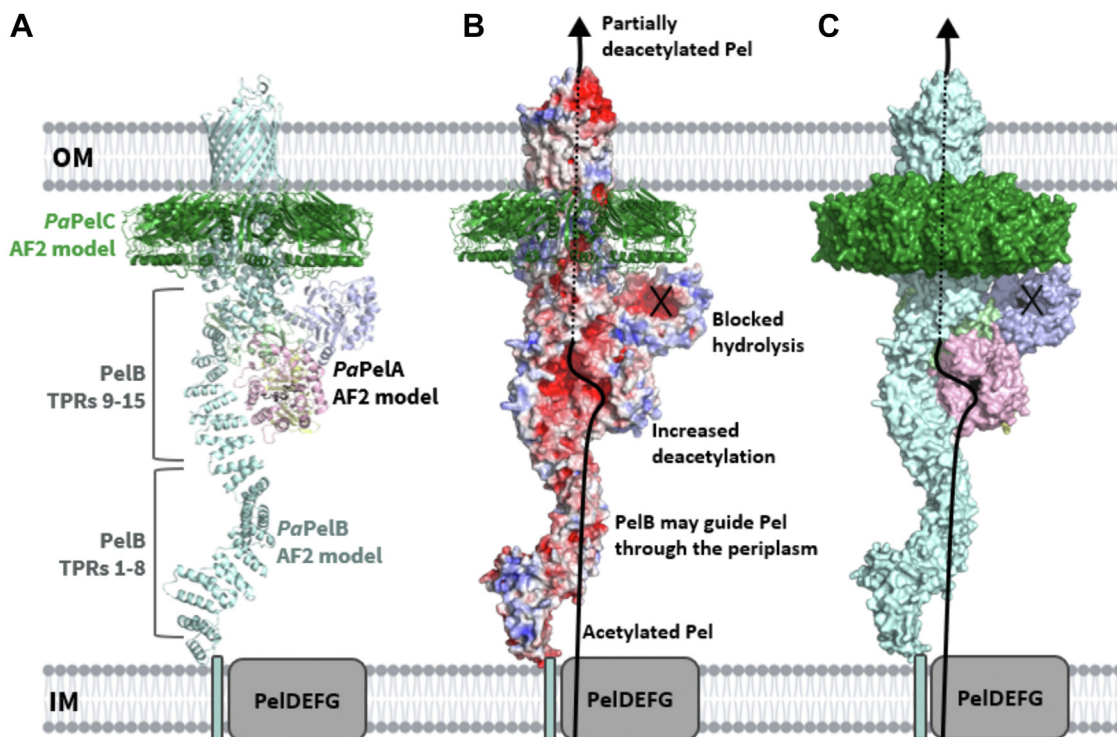 A
OM
PaPelC
AF2 model
PelB
TPRs 9-15
PaPelA
AF2 model
PelB
TPRs 1-8
PaPelB
AF2 model
IM
PelDEFG
B
Partially
deacetylated Pel
X
Blocked
hydrolysis
Increased
deacetylation
PelB may guide Pel
through the periplasm
Acetylated Pel
PelDEFG
C
X
PelDEFG